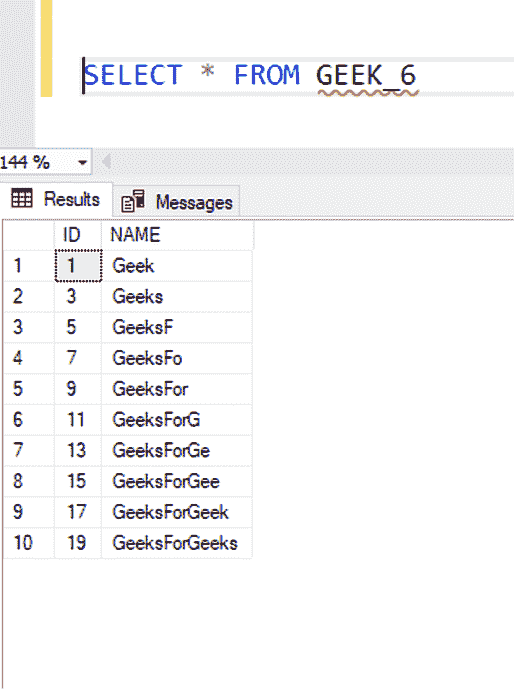 SELECT * FROM GEEK_6
144 %
Results Messages
ID NAME
1 1 Geek
2 3 Geeks
3 5 GeeksF
4 7 GeeksFo
5 9 GeeksFor
6 11 GeeksForG
7 13 GeeksForGe
8 15 GeeksForGee
9 17 GeeksForGeek
10 19 GeeksForGeeks